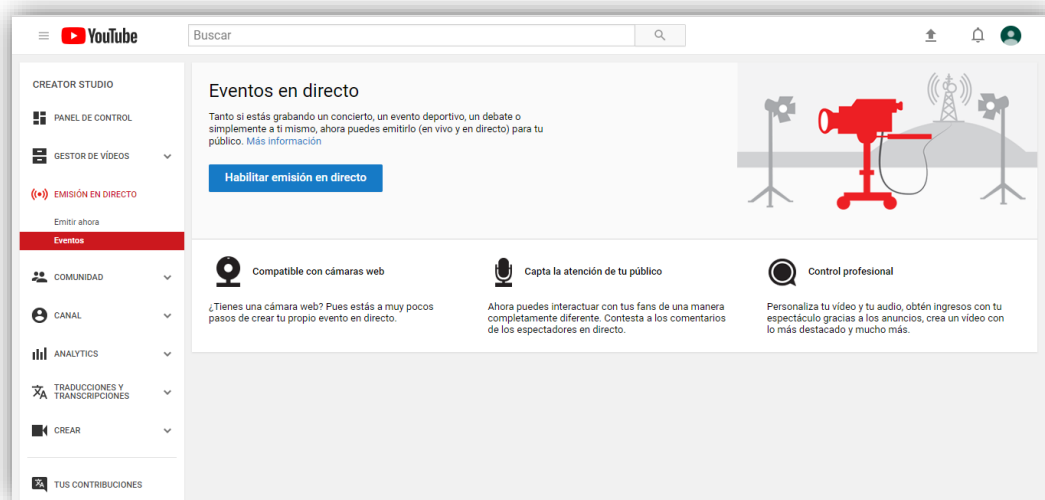 YouTube
Buscar
CREATOR STUDIO
PANEL DE CONTROL
GESTOR DE VÍDEOS
EMISIÓN EN DIRECTO
Emitir ahora
Eventos
COMUNIDAD
CANAL
ANALYTICS
TRADUCCIONES Y
TRANSCRIPCIONES
CREAR
TUS CONTRIBUCIONES
Eventos en directo
Tanto si estás grabando un concierto, un evento deportivo, un debate o
simplemente a ti mismo, ahora puedes emitirlo (en vivo y en directo) para tu
público. Más información
Habilitar emisión en directo
Compatible con cámaras web
¿Tienes una cámara web? Pues estás a muy pocos
pasos de crear tu propio evento en directo.
Capta la atención de tu público
Ahora puedes interactuar con tus fans de una manera
completamente diferente. Contesta a los comentarios
de los espectadores en directo.
Control profesional
Personaliza tu vídeo y tu audio, obtén ingresos con tu
espectáculo gracias a los anuncios, crea un vídeo con
lo más destacado y mucho más.